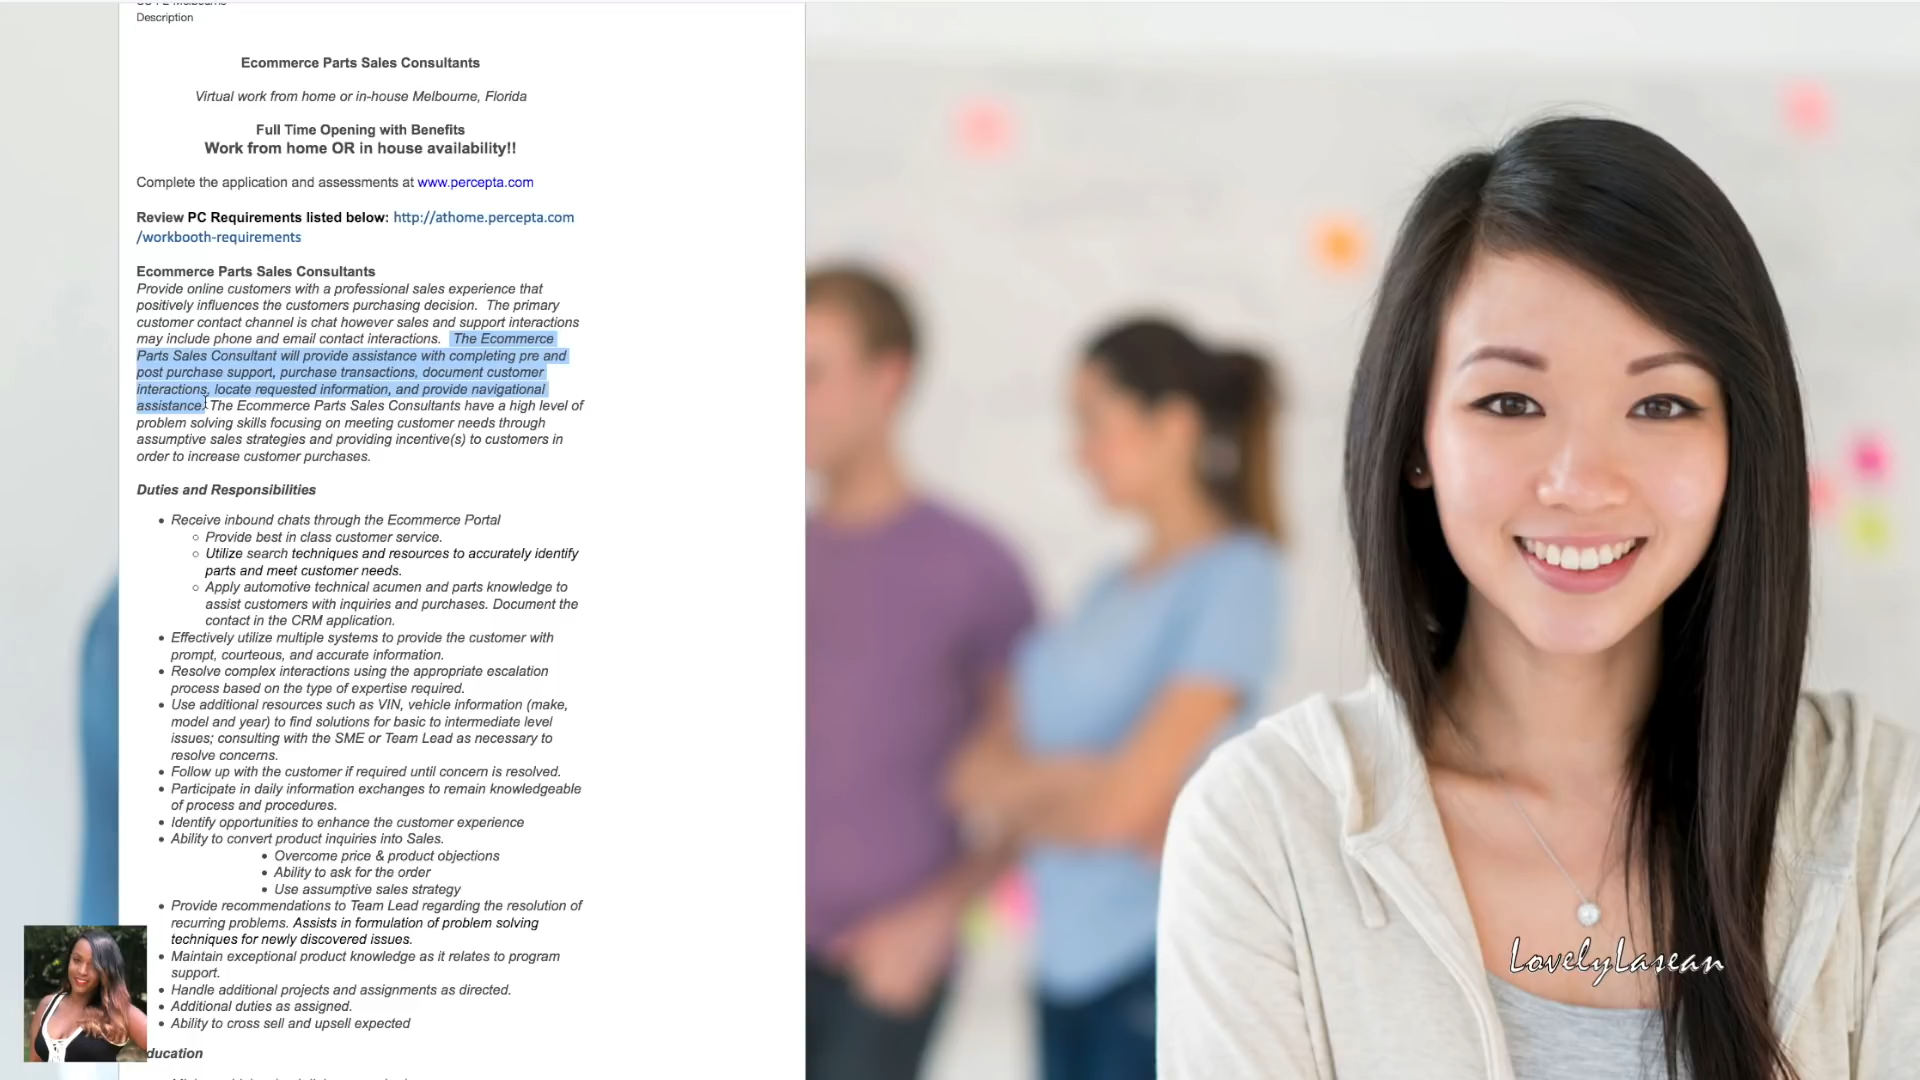 Description
Ecommerce Parts Sales Consultants
Virtual work from home or in-house Melbourne, Florida
Full Time Opening with Benefits
Work from home OR in house availability!!
Complete the application and assessments at www.percepta.com
Review PC Requirements listed below: http://athome.percepta.com
/workbooth-requirements
Ecommerce Parts Sales Consultants
Provide online customers with a professional sales experience that
positively influences the customers purchasing decision.  The primary
customer contact channel is chat however sales and support interactions
may include phone and email contact interactions.  The Ecommerce
Parts Sales Consultant will provide assistance with completing pre and
post purchase support, purchase transactions, document customer
interactions, locate requested information, and provide navigational
assistance. The Ecommerce Parts Sales Consultants have a high level of
problem solving skills focusing on meeting customer needs through
assumptive sales strategies and providing incentive(s) to customers in
order to increase customer purchases.
Duties and Responsibilities
• Receive inbound chats through the Ecommerce Portal
○ Provide best in class customer service.
○ Utilize search techniques and resources to accurately identify
parts and meet customer needs.
○ Apply automotive technical acumen and parts knowledge to
assist customers with inquiries and purchases. Document the
contact in the CRM application.
• Effectively utilize multiple systems to provide the customer with
prompt, courteous, and accurate information.
• Resolve complex interactions using the appropriate escalation
process based on the type of expertise required.
• Use additional resources such as VIN, vehicle information (make,
model and year) to find solutions for basic to intermediate level
issues; consulting with the SME or Team Lead as necessary to
resolve concerns.
• Follow up with the customer if required until concern is resolved.
• Participate in daily information exchanges to remain knowledgeable
of process and procedures.
• Identify opportunities to enhance the customer experience
• Ability to convert product inquiries into Sales.
• Overcome price & product objections
• Ability to ask for the order
• Use assumptive sales strategy
• Provide recommendations to Team Lead regarding the resolution of
recurring problems. Assists in formulation of problem solving
techniques for newly discovered issues.
• Maintain exceptional product knowledge as it relates to program
support.
• Handle additional projects and assignments as directed.
• Additional duties as assigned.
• Ability to cross sell and upsell expected
ducation
LovelyLasean